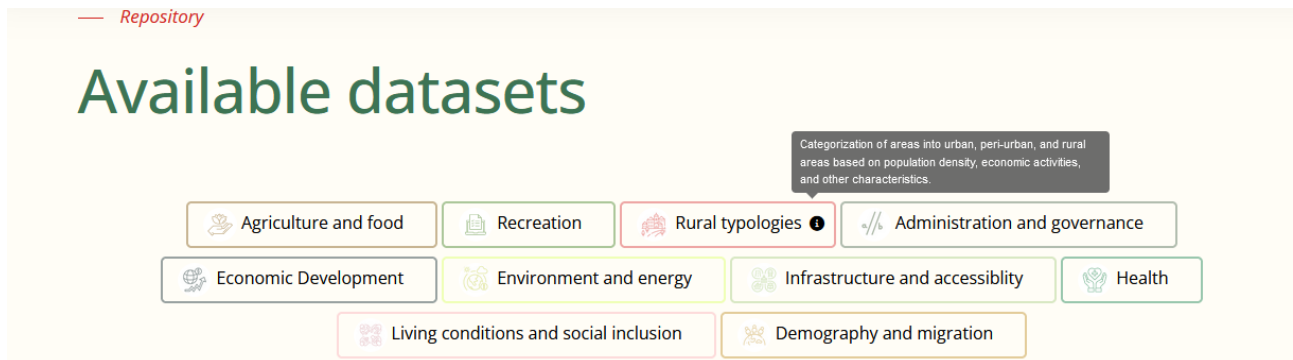 Repository
Available datasets
Categorization of areas into urban, peri-urban, and rural
areas based on population density, economic activities,
and other characteristics.
Agriculture and food
Recreation
Rural typologies
Administration and governance
Economic Development
Environment and energy
Infrastructure and accessiblity
Health
Living conditions and social inclusion
Demography and migration